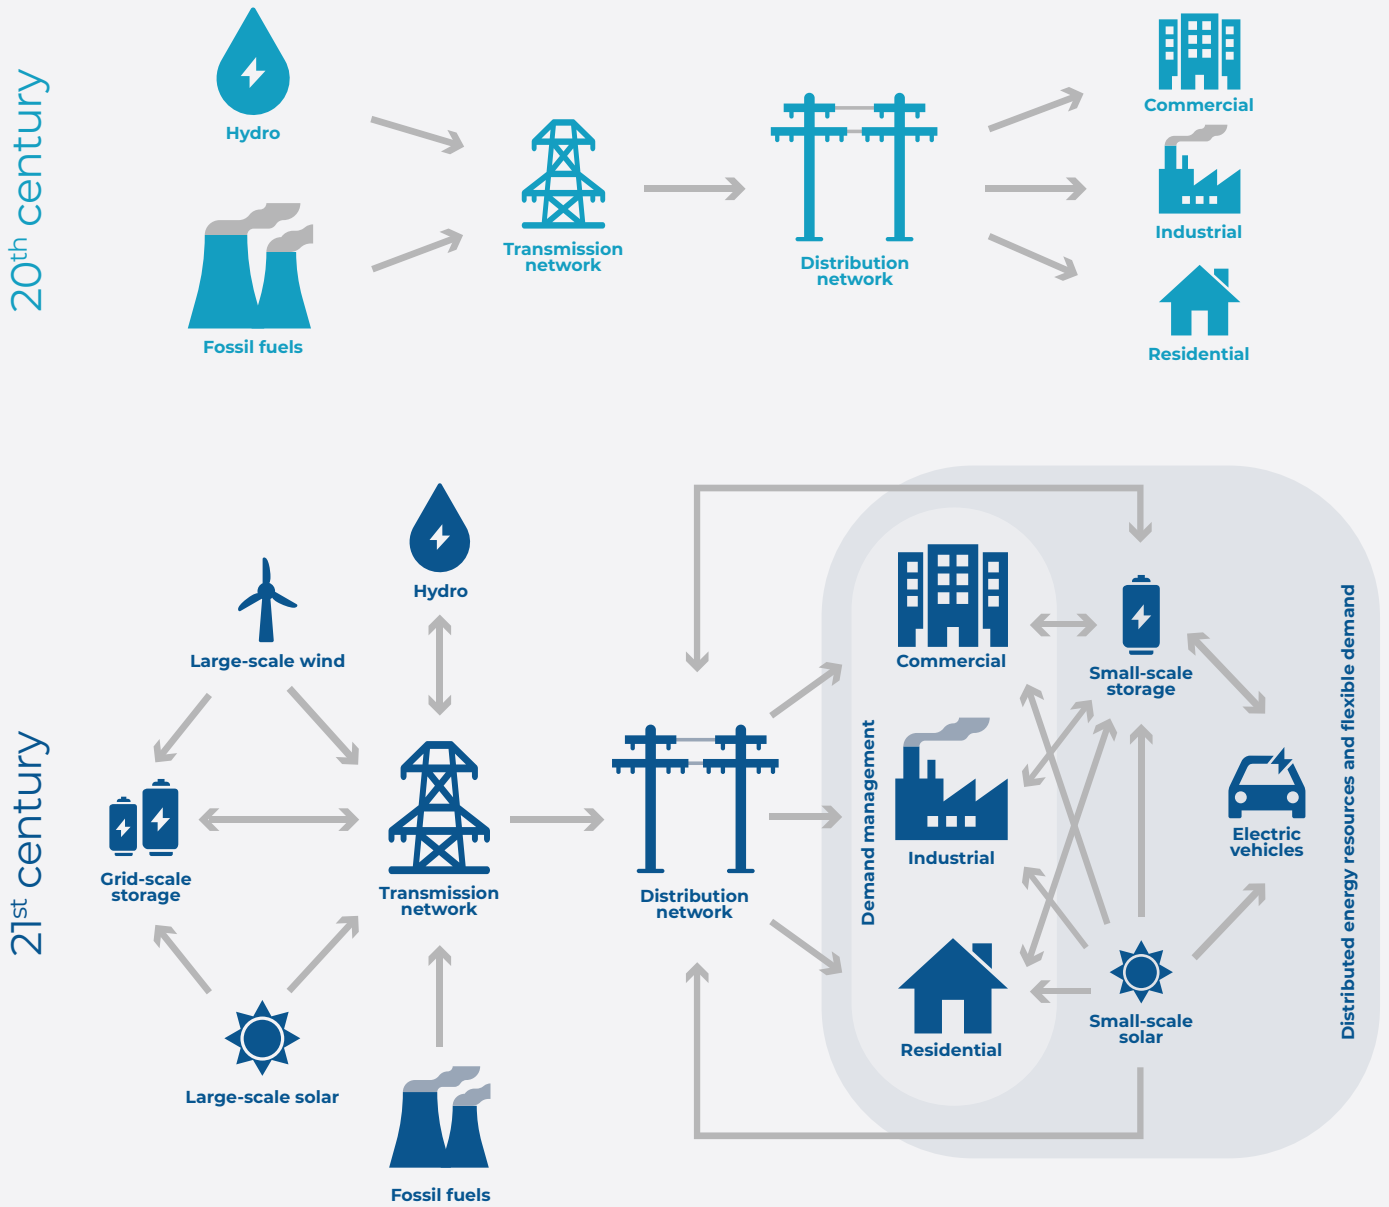 20th century
Hydro
Fossil fuels
Transmission
network
Distribution
network
Commercial
Industrial
Residential
21st century
Hydro
Large-scale wind
Grid-scale
storage
Transmission
network
Large-scale solar
Fossil fuels
Distribution
network
Demand management
Commercial
Industrial
Residential
Small-scale
storage
Electric
vehicles
Small-scale
solar
Distributed energy resources and flexible demand